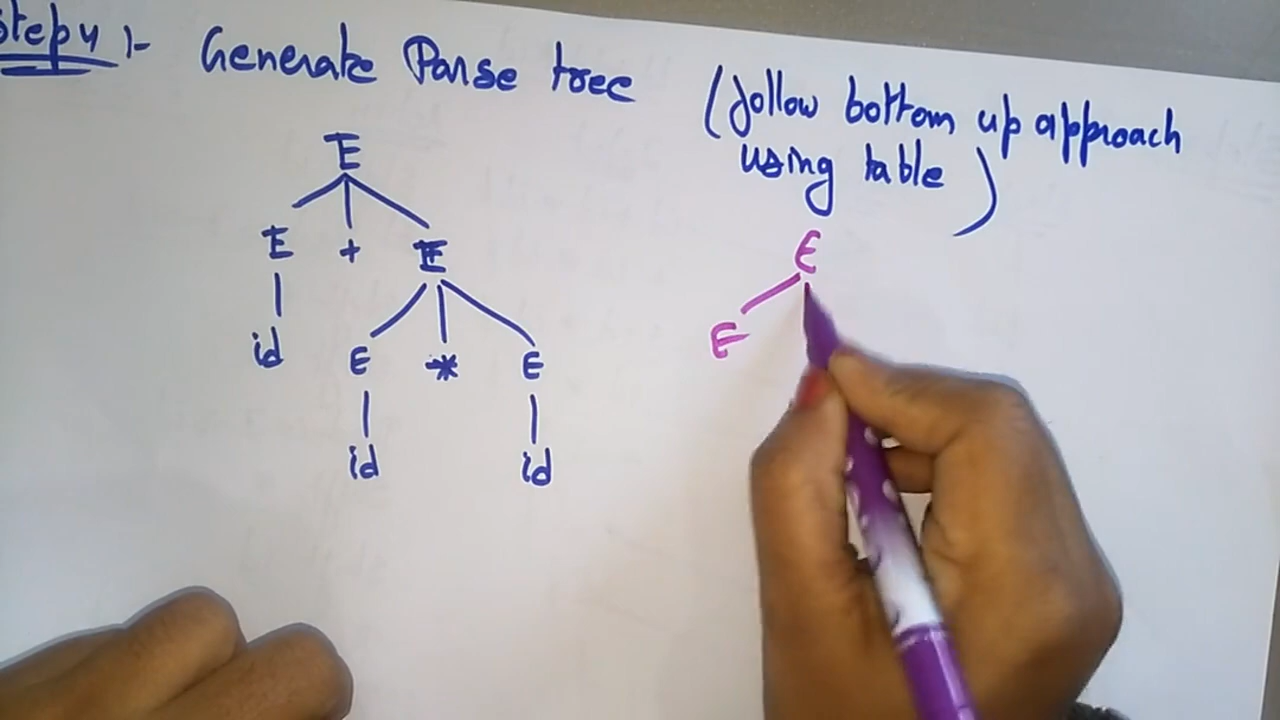 Step 4 :- Generate Parse tree
(follow bottom up approach
using table )
E
E + E
id
E * E
id id
E
E